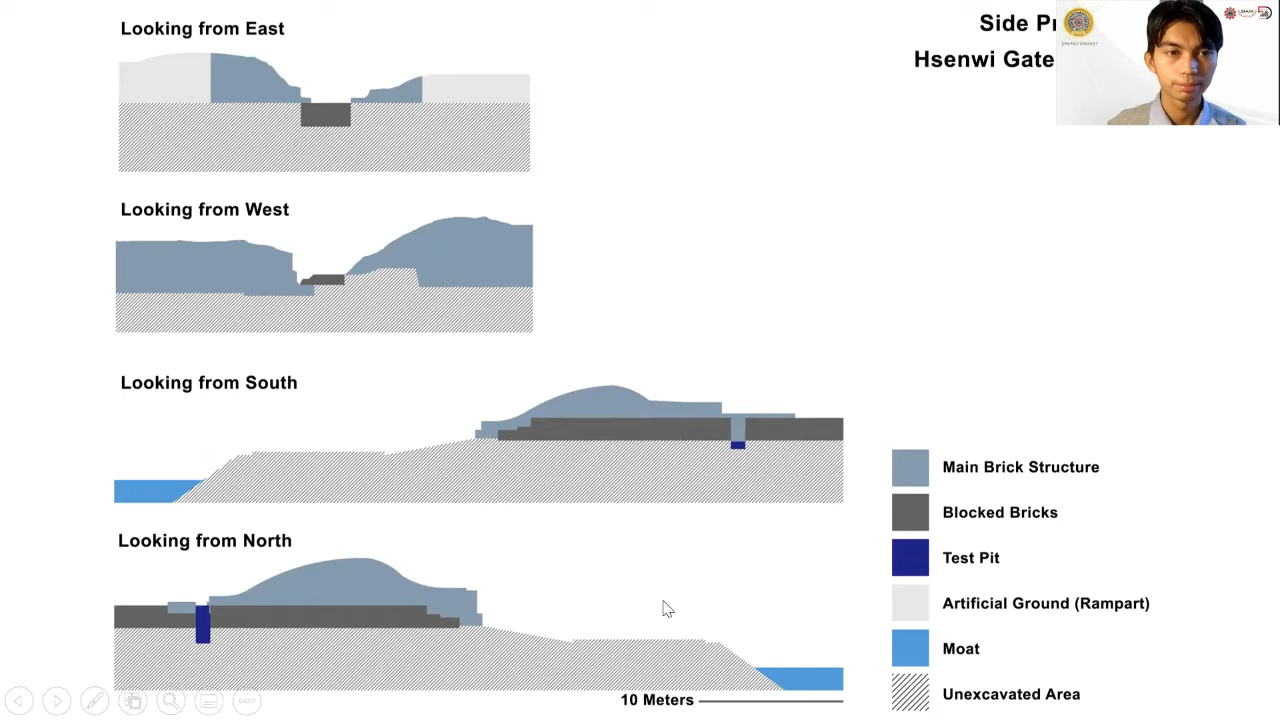 Looking from East
Side
Hsenwi Gate
Looking from West
Looking from South
Main Brick Structure
Blocked Bricks
Test Pit
Looking from North
Artificial Ground (Rampart)
Moat
Unexcavated Area
10 Meters